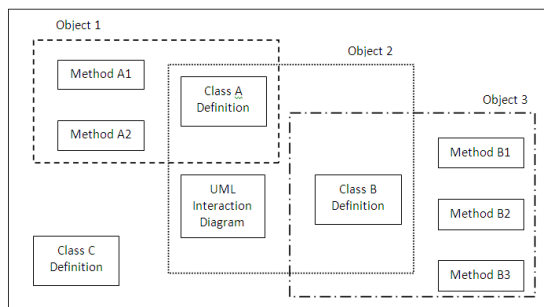 Object 1
Object 2
Method A1
Class A
Definition
Object 3
Method A2
Method B1
UML
Interaction
Diagram
Class B
Definition
Method B2
Class C
Definition
Method B3